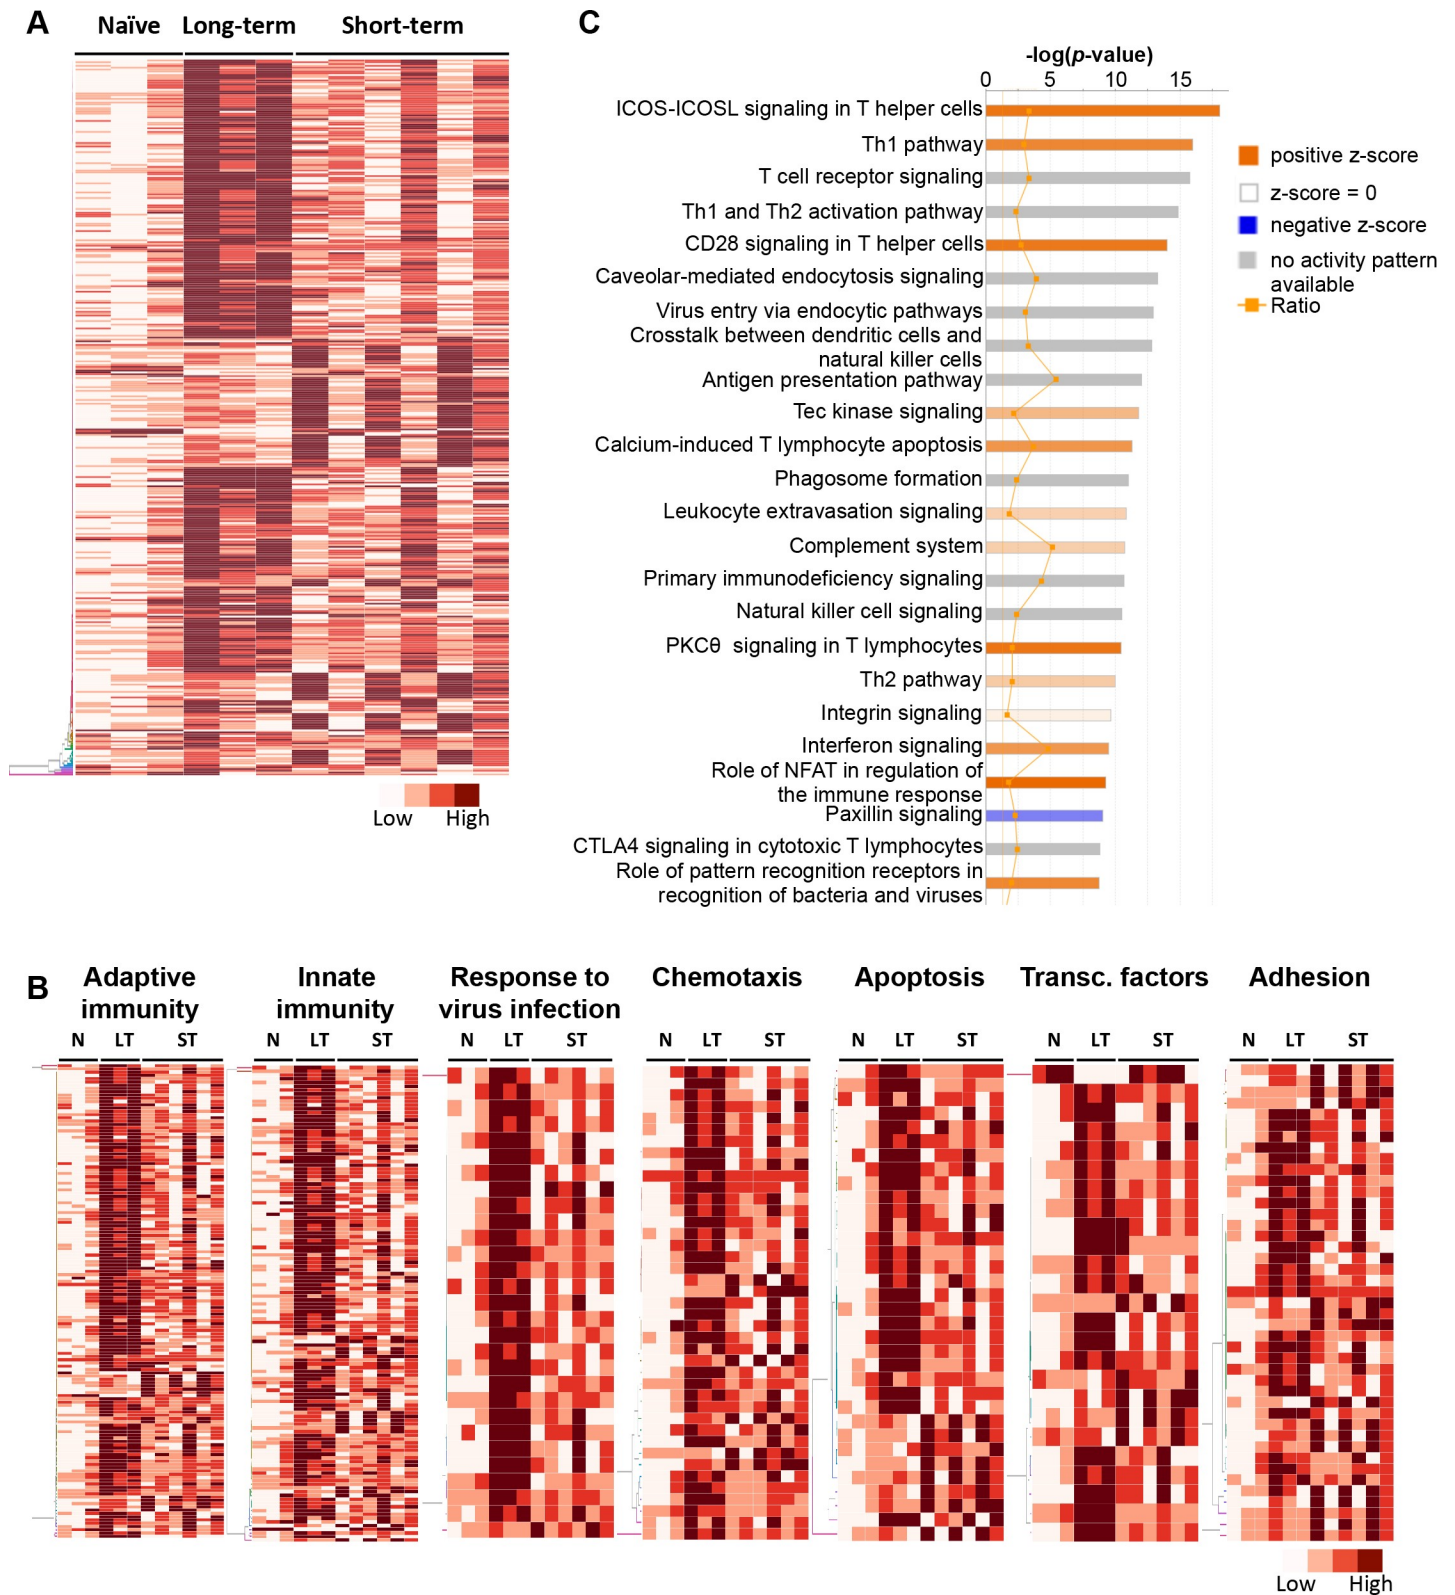 A
Naïve Long-term Short-term
Low High
C
-log(p-value)
0 5 10 15
ICOS-ICOSL signaling in T helper cells
Th1 pathway
T cell receptor signaling
Th1 and Th2 activation pathway
CD28 signaling in T helper cells
Caveolar-mediated endocytosis signaling
Virus entry via endocytic pathways
Crosstalk between dendritic cells and
natural killer cells
Antigen presentation pathway
Tec kinase signaling
Calcium-induced T lymphocyte apoptosis
Phagosome formation
Leukocyte extravasation signaling
Complement system
Primary immunodeficiency signaling
Natural killer cell signaling
PKCθ signaling in T lymphocytes
Th2 pathway
Integrin signaling
Interferon signaling
Role of NFAT in regulation of
the immune response
Paxillin signaling
CTLA4 signaling in cytotoxic T lymphocytes
Role of pattern recognition receptors in
recognition of bacteria and viruses
positive z-score
z-score = 0
negative z-score
no activity pattern
available
Ratio
B
Adaptive
immunity
N LT ST
Innate
immunity
N LT ST
Response to
virus infection
N LT ST
Chemotaxis
N LT ST
Apoptosis
N LT ST
Transc. factors
N LT ST
Adhesion
N LT ST
Low High